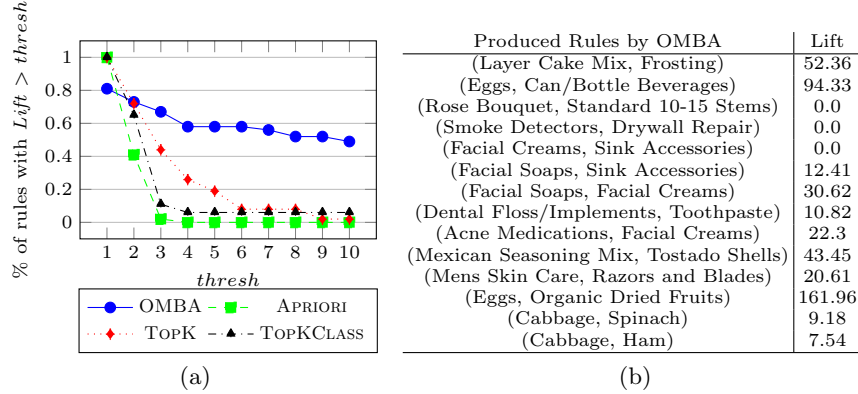 % of rules with Lift > thresh
1
0.8
0.6
0.4
0.2
0
1 2 3 4 5 6 7 8 9 10
thresh
OMBA APRIORI
TOPK TOPKCLASS
(a)
Produced Rules by OMBA Lift
(Layer Cake Mix, Frosting) 52.36
(Eggs, Can/Bottle Beverages) 94.33
(Rose Bouquet, Standard 10-15 Stems) 0.0
(Smoke Detectors, Drywall Repair) 0.0
(Facial Creams, Sink Accessories) 0.0
(Facial Soaps, Sink Accessories) 12.41
(Facial Soaps, Facial Creams) 30.62
(Dental Floss/Implements, Toothpaste) 10.82
(Acne Medications, Facial Creams) 22.3
(Mexican Seasoning Mix, Tostado Shells) 43.45
(Mens Skin Care, Razors and Blades) 20.61
(Eggs, Organic Dried Fruits) 161.96
(Cabbage, Spinach) 9.18
(Cabbage, Ham) 7.54
(b)